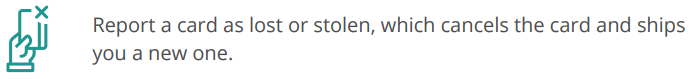 Report a card as lost or stolen, which cancels the card and ships
you a new one.